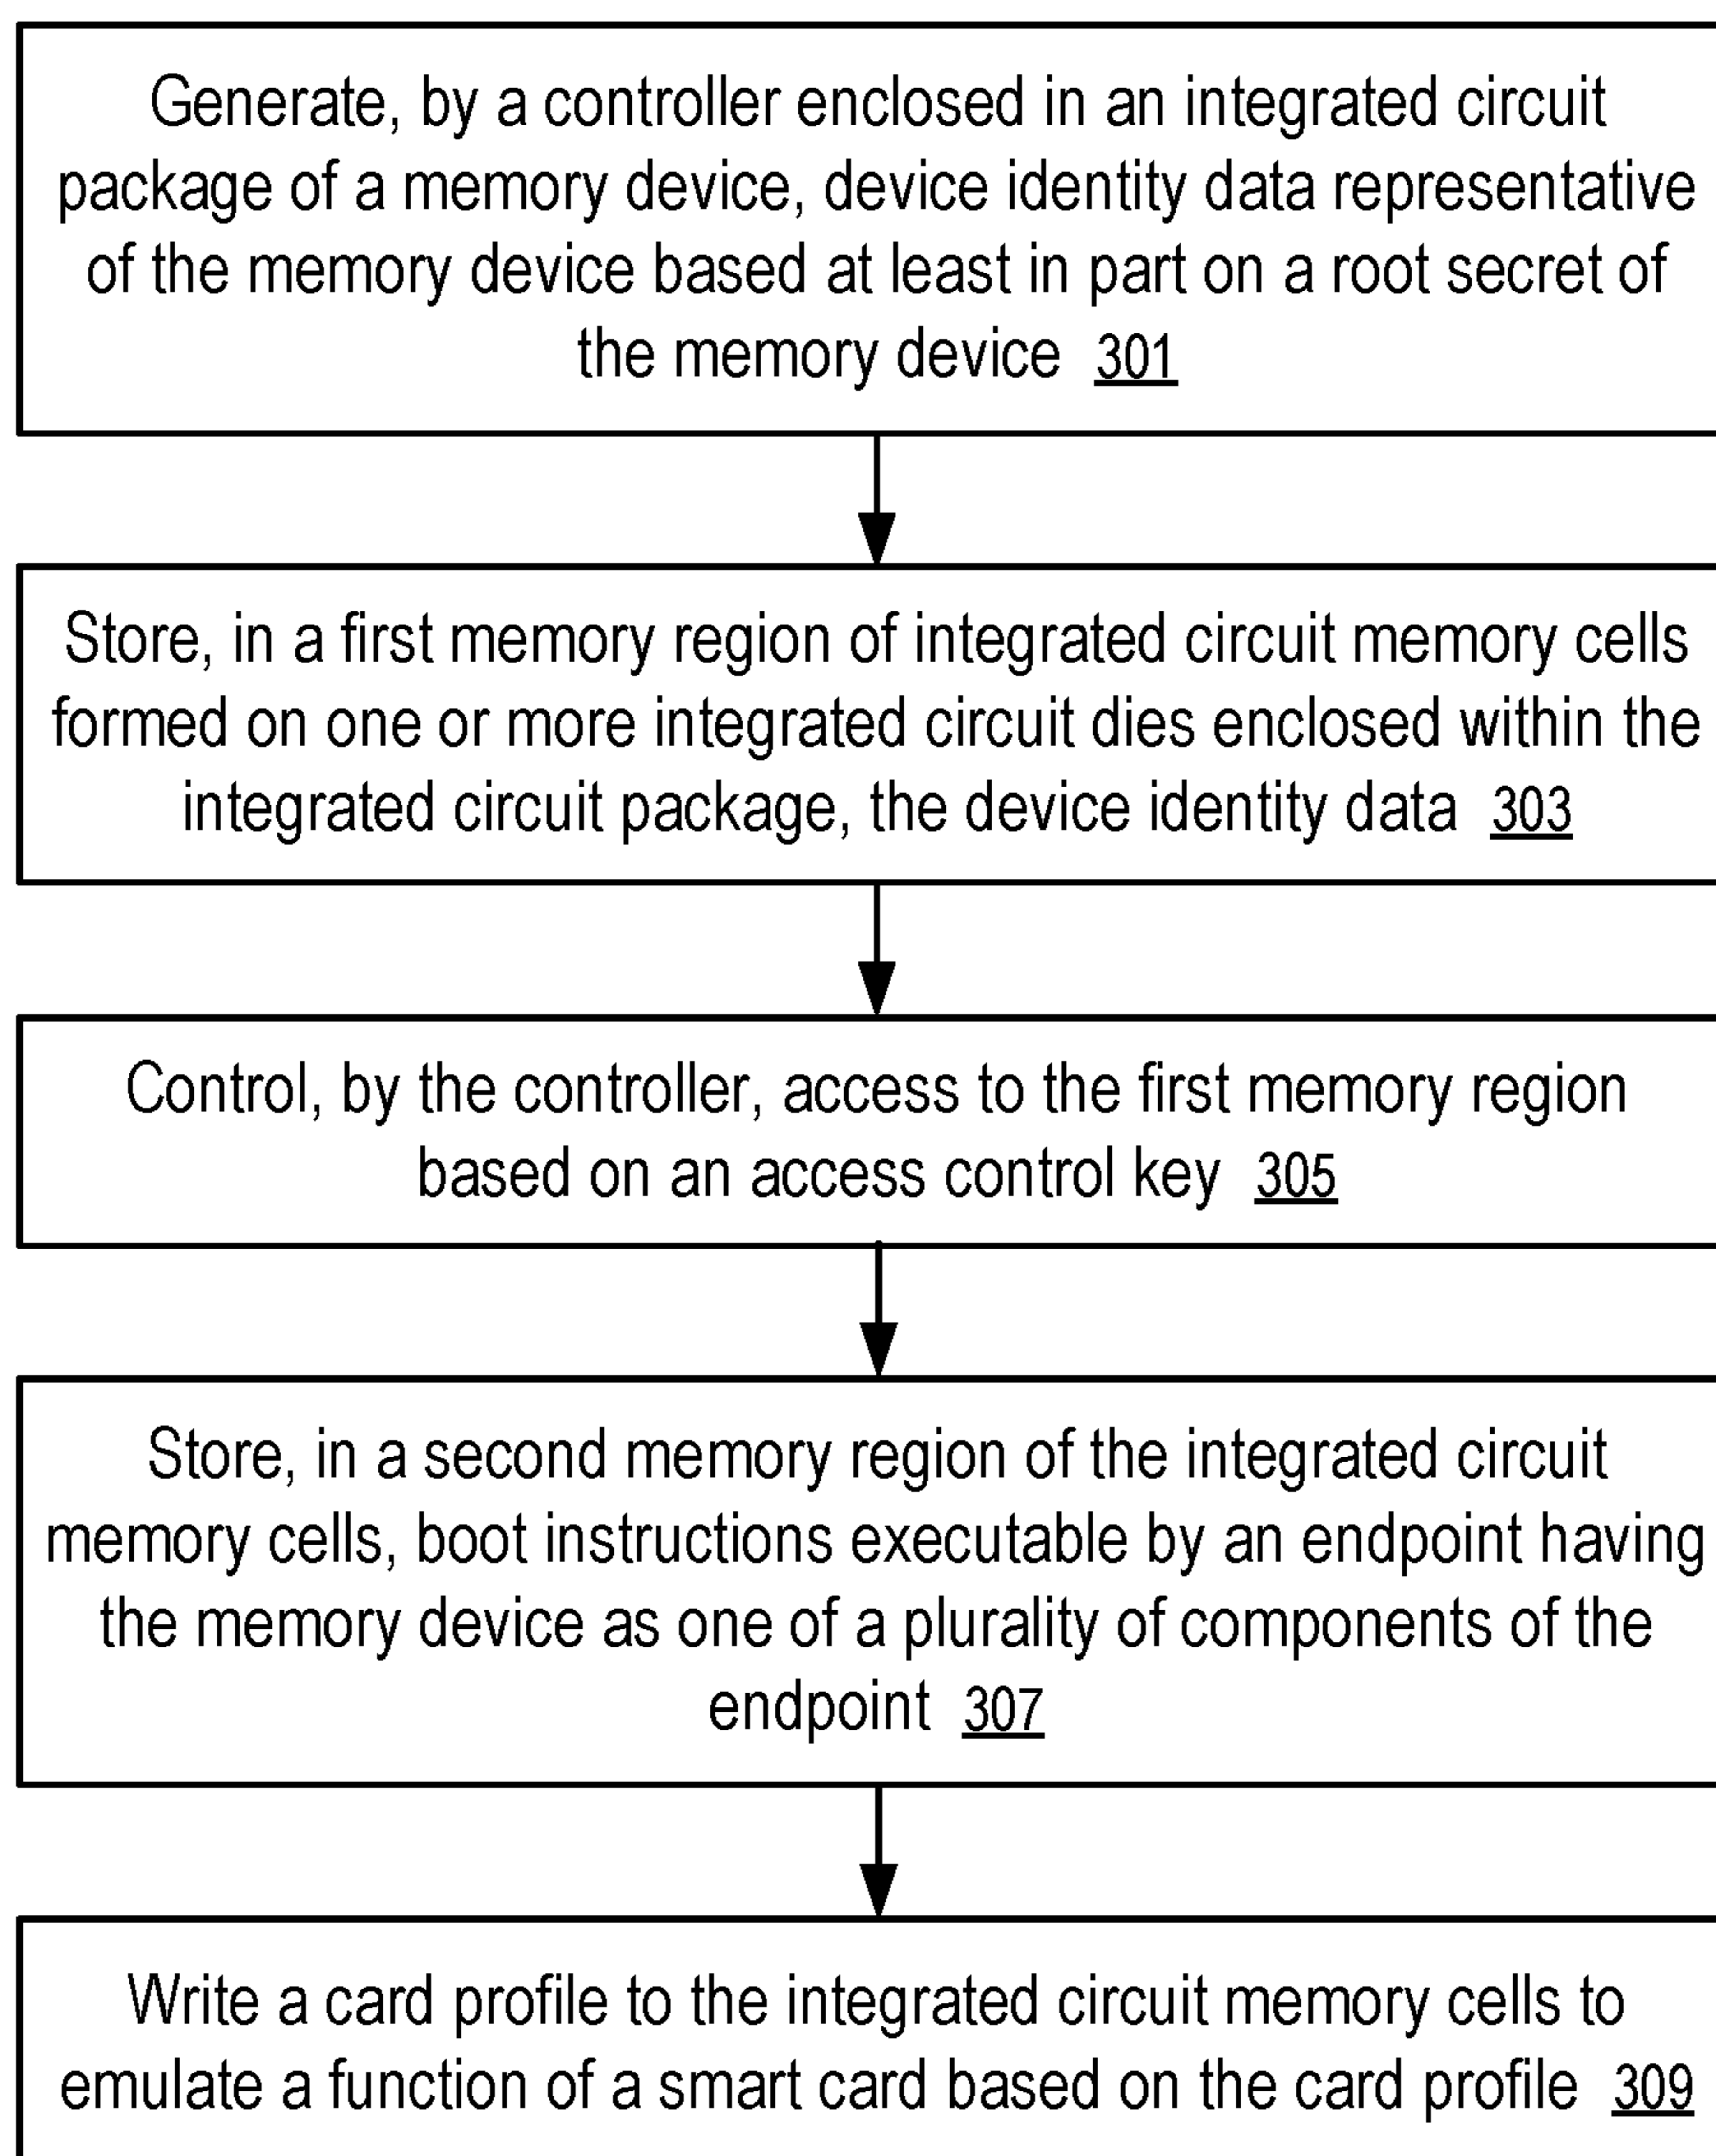 Generate, by a controller enclosed in an integrated circuit
package of a memory device, device identity data representative
of the memory device based at least in part on a root secret of
the memory device 301
Store, in a first memory region of integrated circuit memory cells
formed on one or more integrated circuit dies enclosed within the
integrated circuit package, the device identity data 303
Control, by the controller, access to the first memory region
based on an access control key 305
Store, in a second memory region of the integrated circuit
memory cells, boot instructions executable by an endpoint having
the memory device as one of a plurality of components of the
endpoint 307
Write a card profile to the integrated circuit memory cells to
emulate a function of a smart card based on the card profile 309